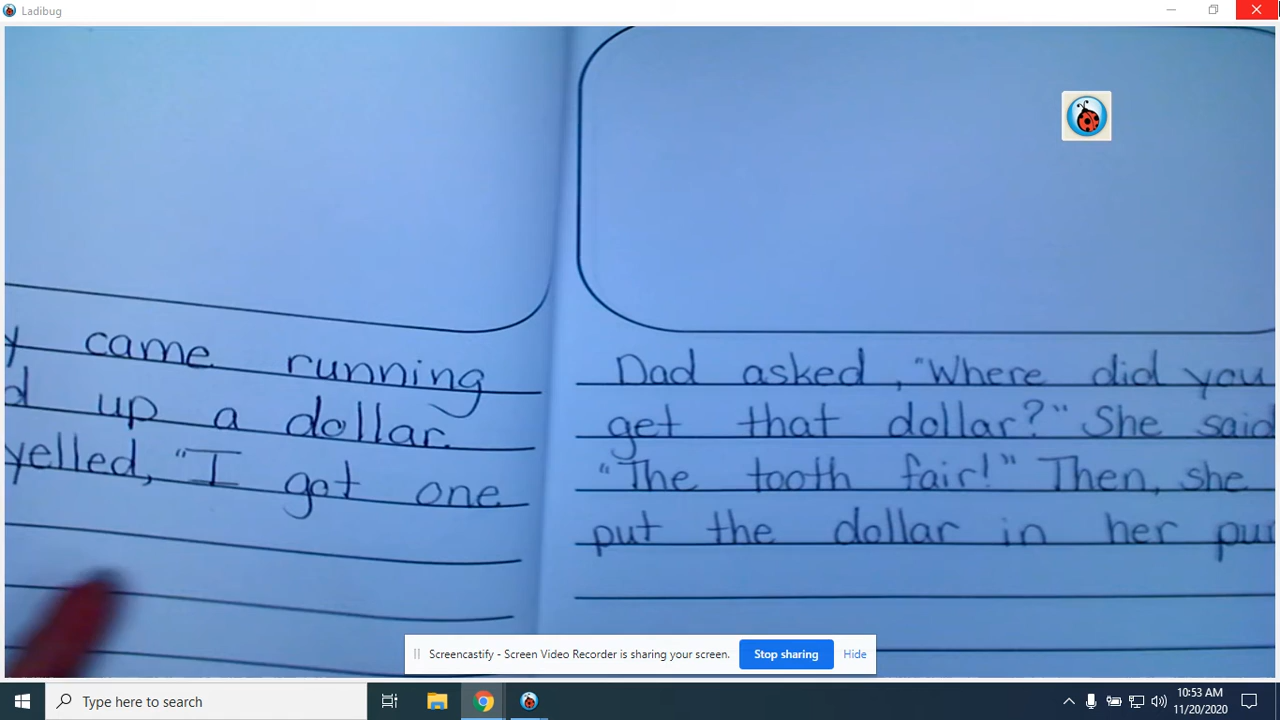 Ladibug
came running
up a dollar.
yelled, "I got one
Dad asked, "Where did you
get that dollar?" She said
"The tooth fair!" Then, she
put the dollar in her
Screencastify - Screen Video Recorder is sharing your screen.
Stop sharing
Hide
Type here to search
10:53 AM
11/20/2020